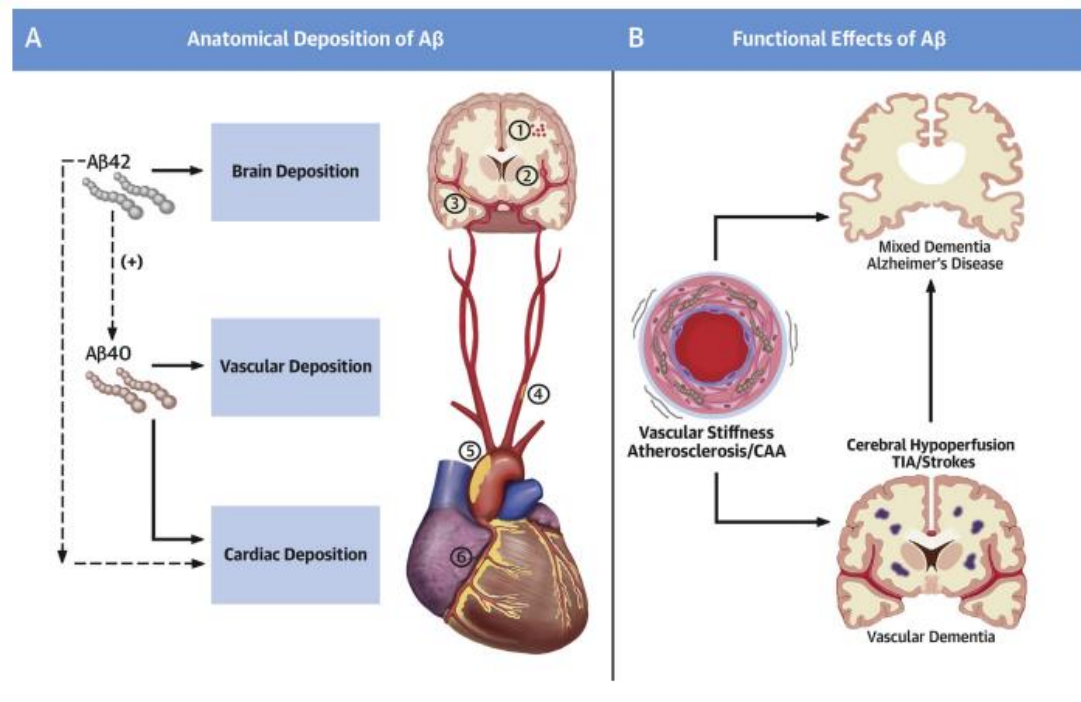 A
Anatomical Deposition of Aβ
Aβ42
(+)
Aβ40
Brain Deposition
Vascular Deposition
Cardiac Deposition
1
2
3
4
5
6
B
Functional Effects of Aβ
Mixed Dementia
Alzheimer's Disease
Vascular Stiffness
Atherosclerosis/CAA
Cerebral Hypoperfusion
TIA/Strokes
Vascular Dementia